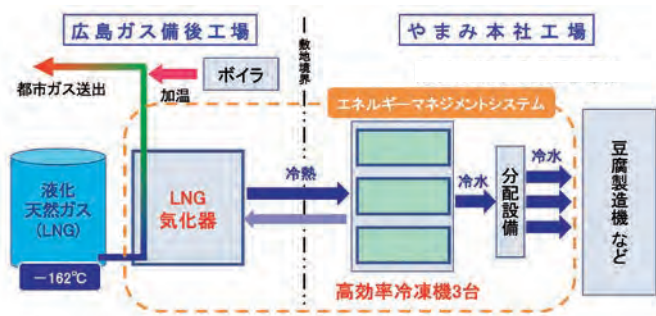 広島ガス備後工場
やまみ本社工場
敷地境界
都市ガス送出
加温
ボイラ
エネルギーマネジメントシステム
液化
天然ガス
(LNG)
－162℃
LNG
気化器
冷熱
冷水
分配設備
冷水
豆腐製造機 など
高効率冷凍機3台